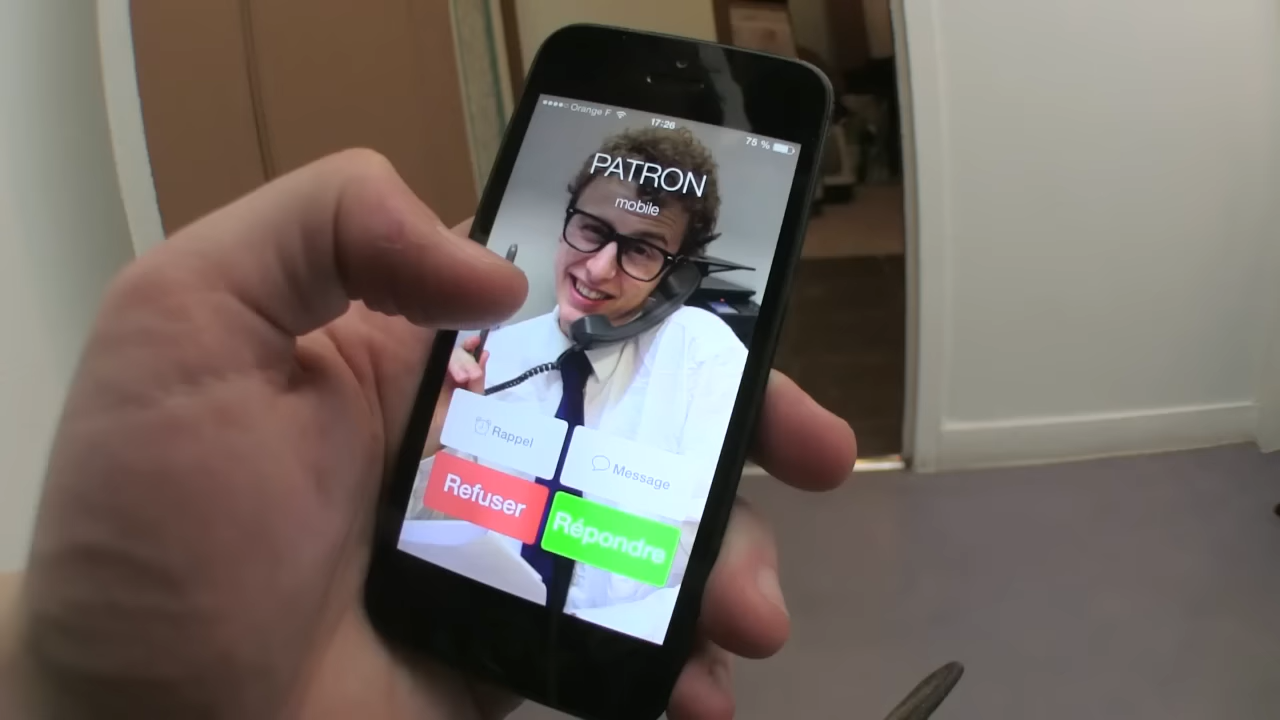 Orange F
17:26
75 %
PATRON
mobile
Rappel
Message
Refuser
Répondre